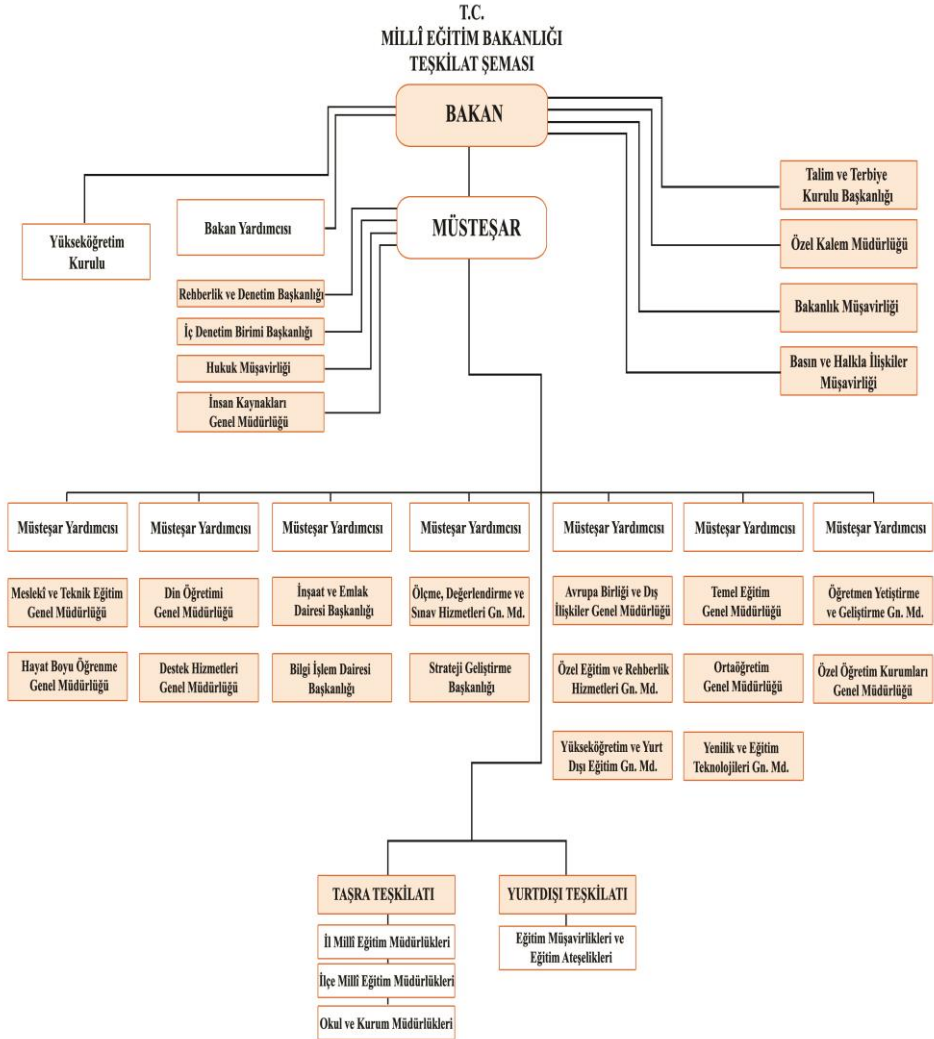 T.C.
MİLLÎ EĞİTİM BAKANLIĞI
TEŞKİLAT ŞEMASI
BAKAN
MÜSTEŞAR
Yükseköğretim
Kurulu
Bakan Yardımcısı
Rehberlik ve Denetim Başkanlığı
İç Denetim Birimi Başkanlığı
Hukuk Müşavirliği
İnsan Kaynakları
Genel Müdürlüğü
Talim ve Terbiye
Kurulu Başkanlığı
Özel Kalem Müdürlüğü
Bakanlık Müşavirliği
Basın ve Halkla İlişkiler
Müşavirliği
Müsteşar Yardımcısı
Meslekî ve Teknik Eğitim
Genel Müdürlüğü
Hayat Boyu Öğrenme
Genel Müdürlüğü
Müsteşar Yardımcısı
Din Öğretimi
Genel Müdürlüğü
Destek Hizmetleri
Genel Müdürlüğü
Müsteşar Yardımcısı
İnşaat ve Emlak
Dairesi Başkanlığı
Bilgi İşlem Dairesi
Başkanlığı
Müsteşar Yardımcısı
Ölçme, Değerlendirme ve
Sınav Hizmetleri Gn. Md.
Strateji Geliştirme
Başkanlığı
Müsteşar Yardımcısı
Avrupa Birliği ve Dış
İlişkiler Genel Müdürlüğü
Özel Eğitim ve Rehberlik
Hizmetleri Gn. Md.
Yükseköğretim ve Yurt
Dışı Eğitim Gn. Md.
Müsteşar Yardımcısı
Temel Eğitim
Genel Müdürlüğü
Ortaöğretim
Genel Müdürlüğü
Yenilik ve Eğitim
Teknolojileri Gn. Md.
Müsteşar Yardımcısı
Öğretmen Yetiştirme
ve Geliştirme Gn. Md.
Özel Öğretim Kurumları
Genel Müdürlüğü
TAŞRA TEŞKİLATI
İl Millî Eğitim Müdürlükleri
İlçe Millî Eğitim Müdürlükleri
Okul ve Kurum Müdürlükleri
YURTDIŞI TEŞKİLATI
Eğitim Müşavirlikleri ve
Eğitim Ateşelikleri